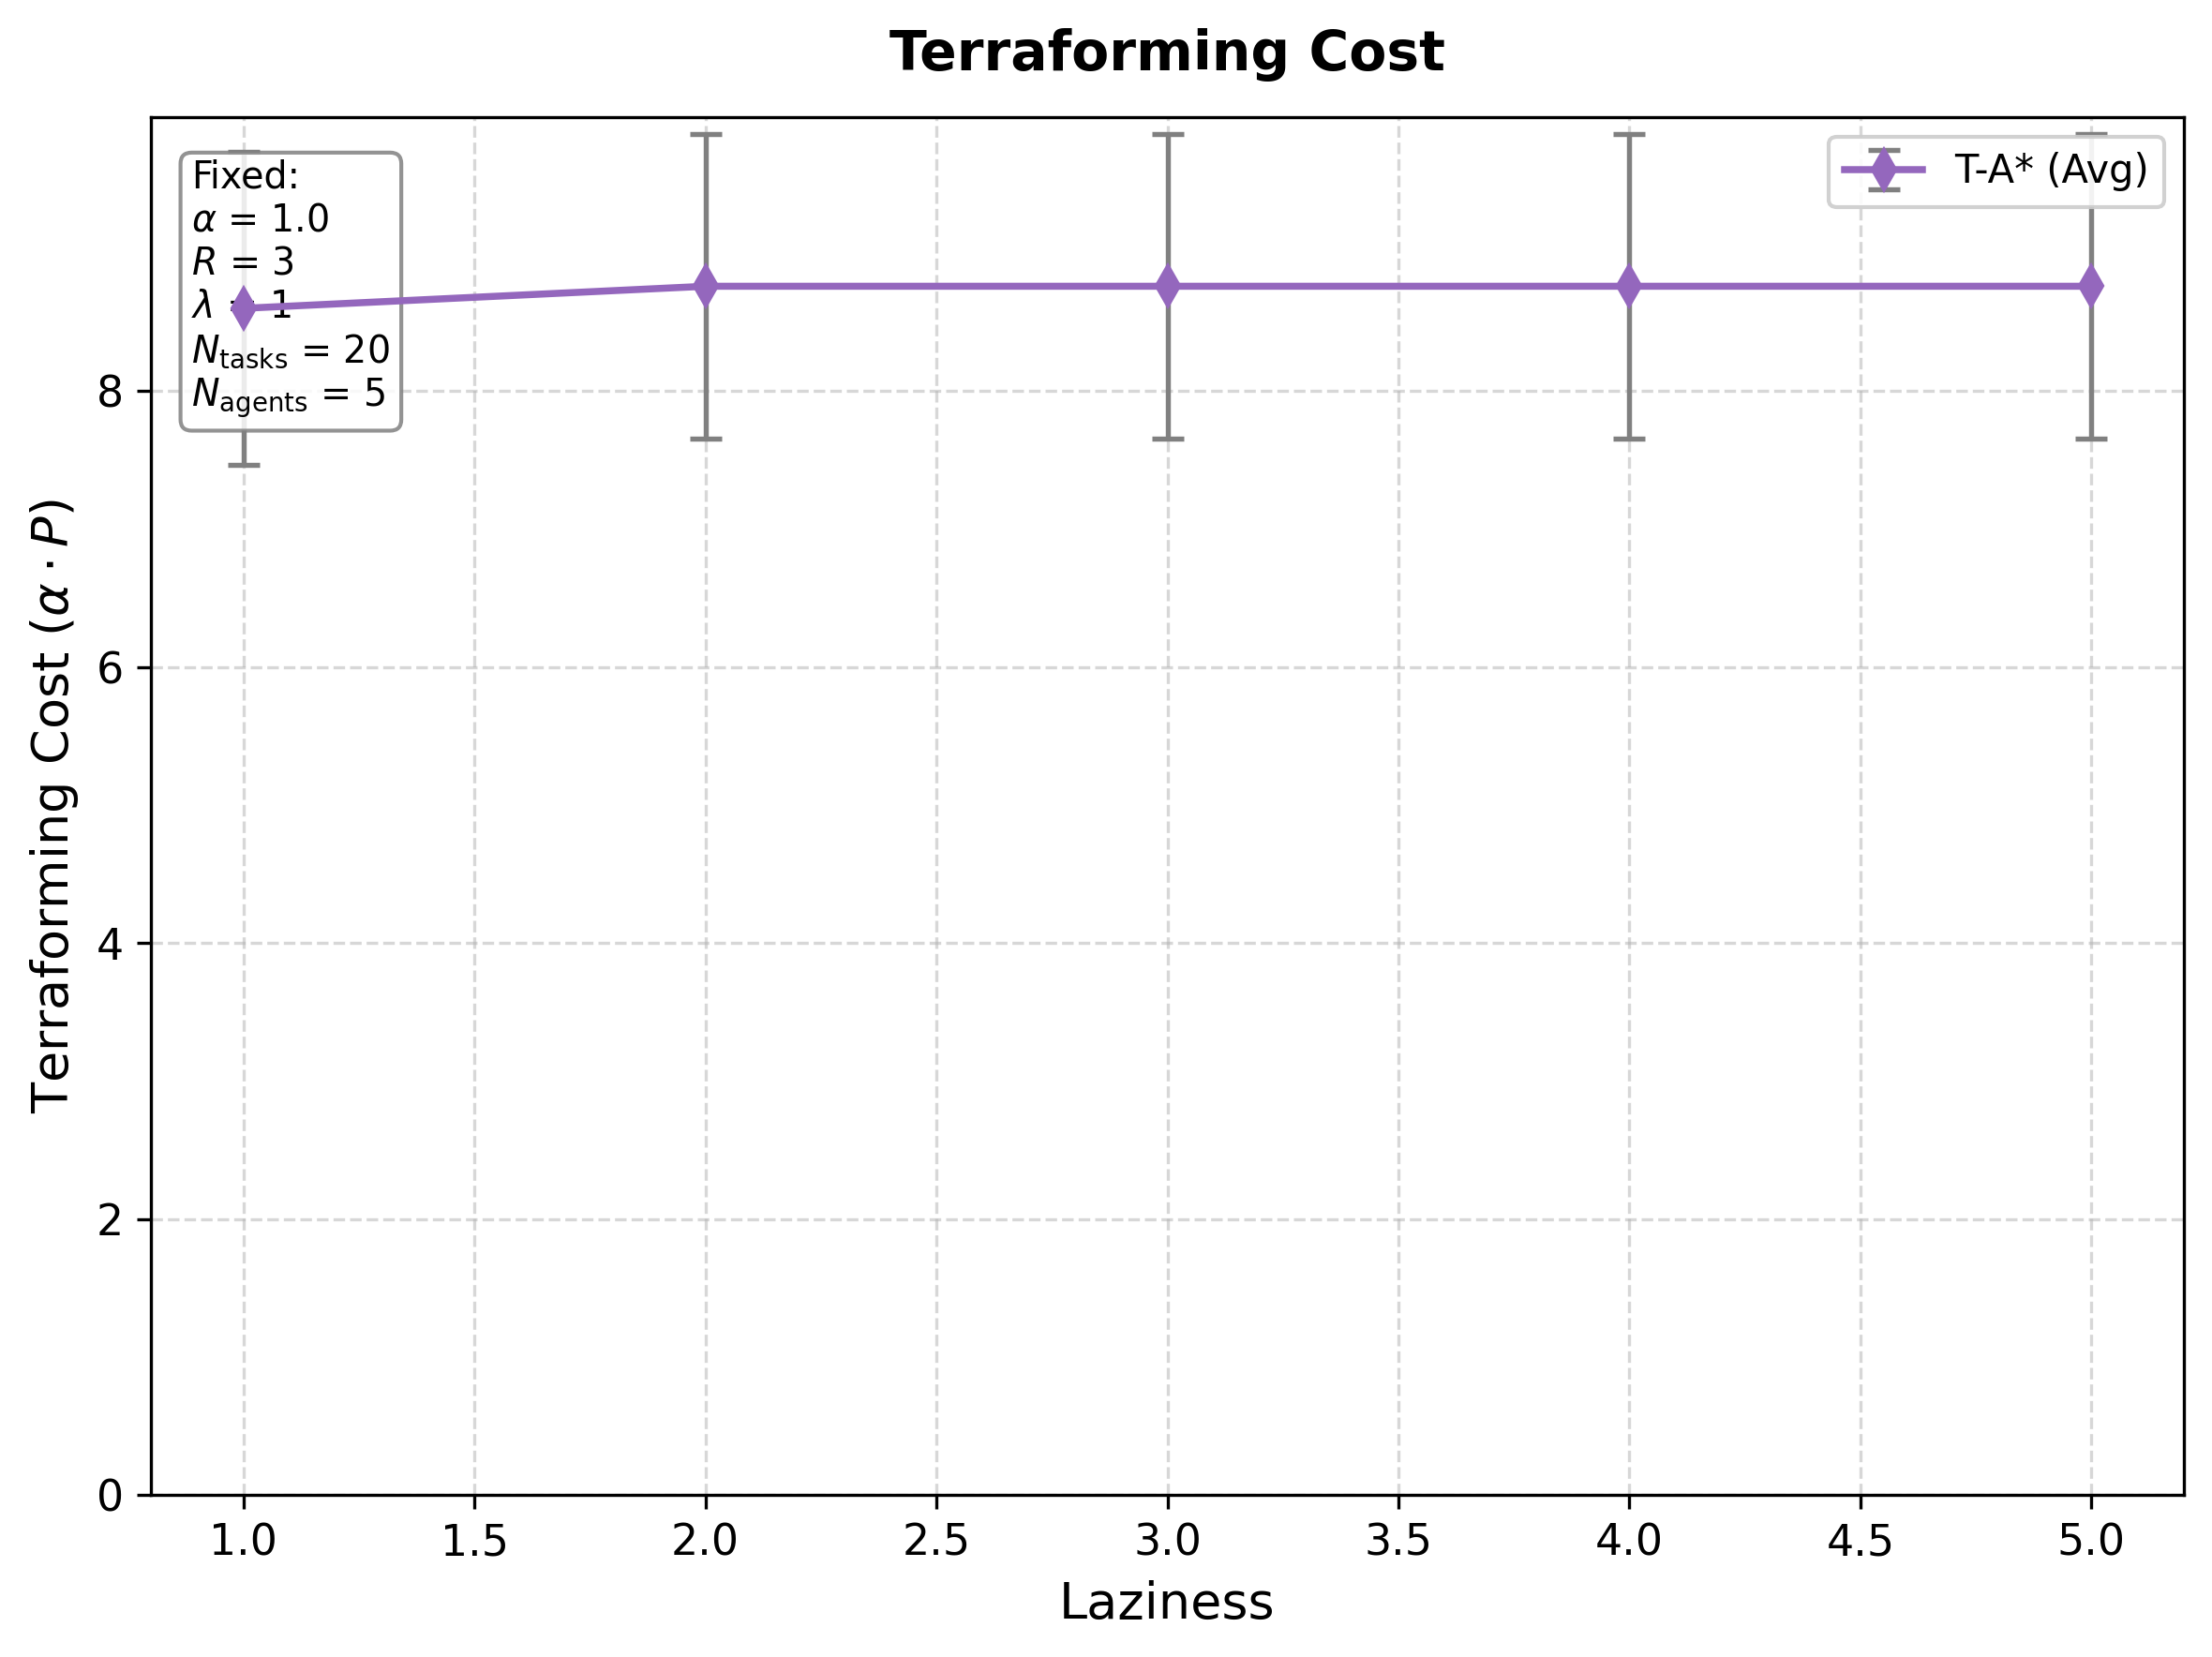 Terraforming Cost
Fixed:
α = 1.0
R = 3
λ = 1
N_tasks = 20
N_agents = 5
T-A* (Avg)
Terraforming Cost (α · P)
8
6
4
2
0
1.0 1.5 2.0 2.5 3.0 3.5 4.0 4.5 5.0
Laziness